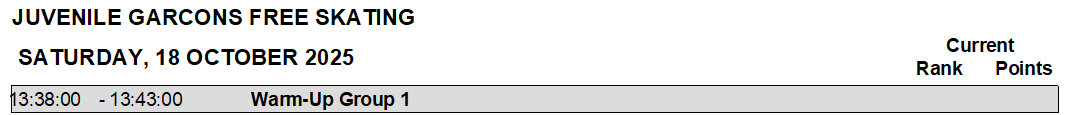 JUVENILE GARCONS FREE SKATING
SATURDAY, 18 OCTOBER 2025
Current
Rank Points
13:38:00 - 13:43:00 Warm-Up Group 1